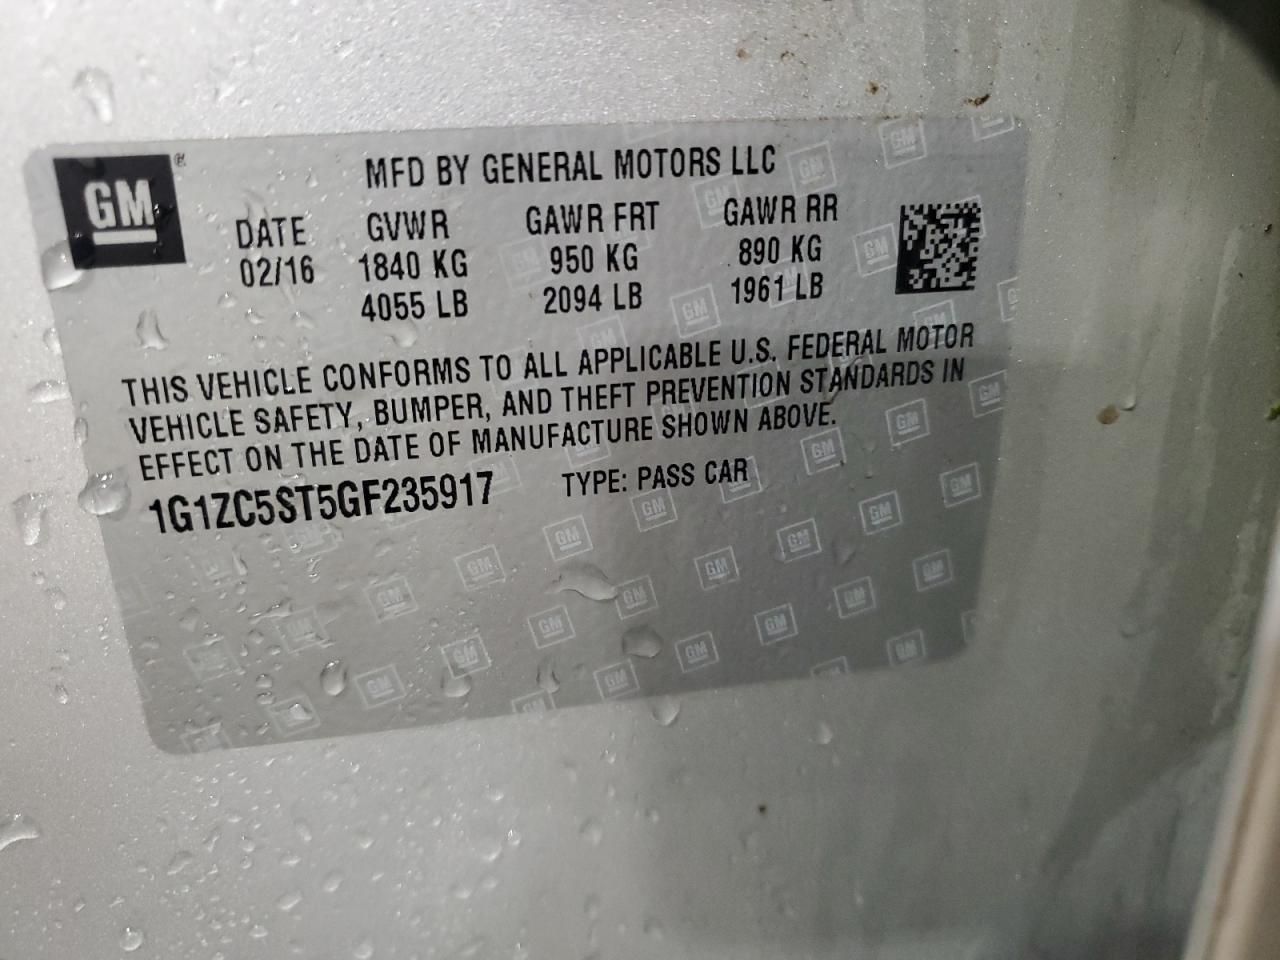 GM
MFD BY GENERAL MOTORS LLC
DATE GVWR GAWR FRT GAWR RR
02/16 1840 KG 950 KG 890 KG
4055 LB 2094 LB 1961 LB
THIS VEHICLE CONFORMS TO ALL APPLICABLE U.S. FEDERAL MOTOR
VEHICLE SAFETY, BUMPER, AND THEFT PREVENTION STANDARDS IN
EFFECT ON THE DATE OF MANUFACTURE SHOWN ABOVE.
1G1ZC5ST5GF235917 TYPE: PASS CAR